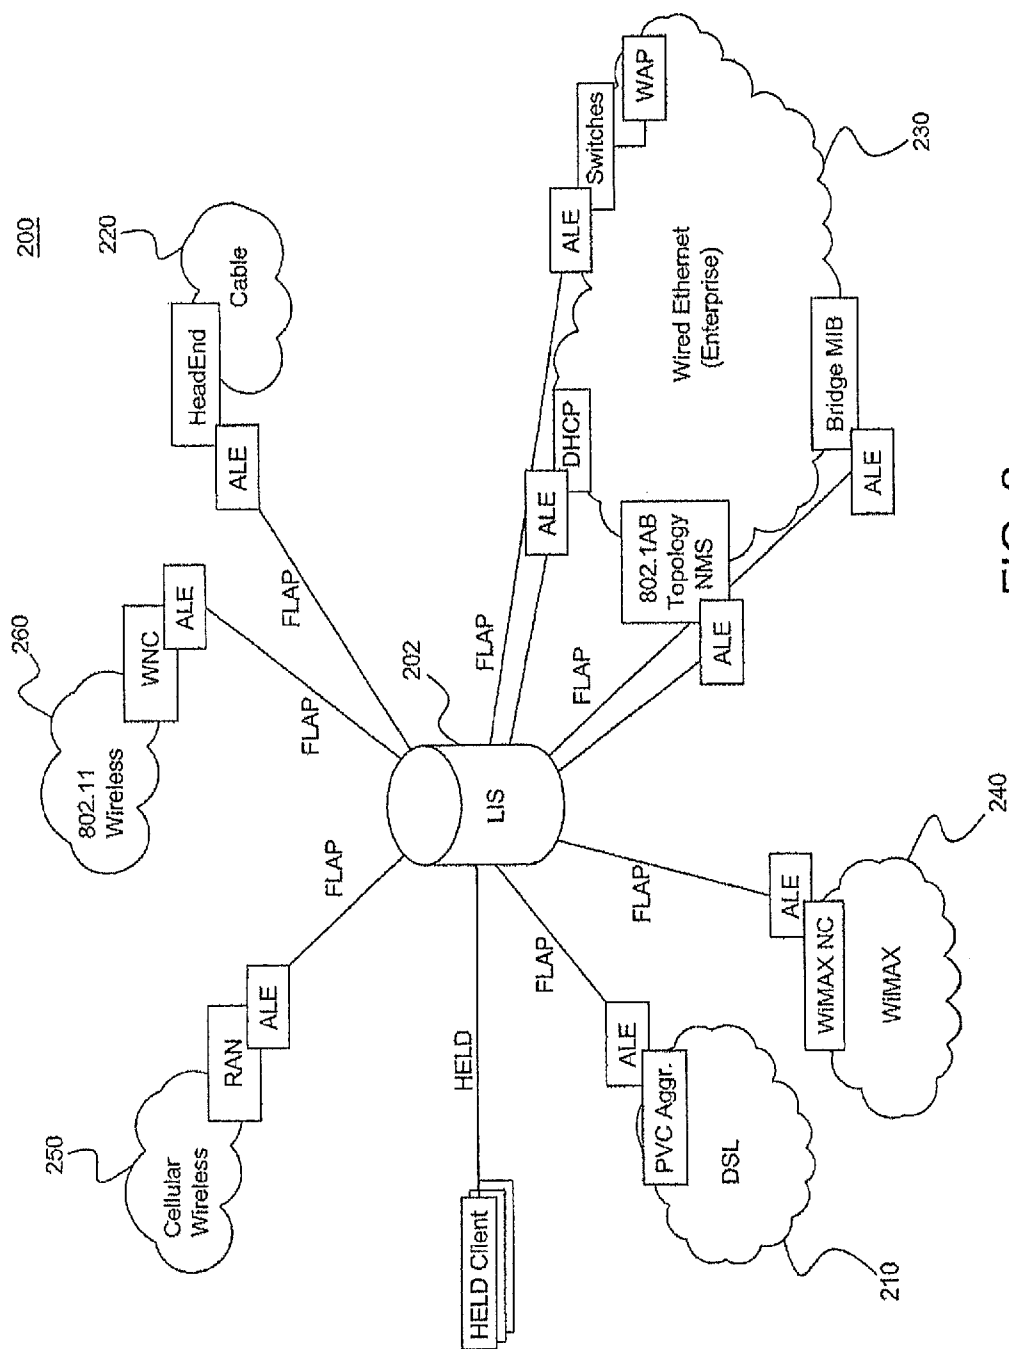 200
250
Cellular
Wireless
RAN
ALE
FLAP
260
802.11
Wireless
WNC
ALE
FLAP
220
Cable
HeadEnd
ALE
FLAP
HELD Client
HELD
202
LIS
FLAP
ALE
DHCP
ALE
Switches
WAP
FLAP
802.1AB
Topology
NMS
ALE
Wired Ethernet
(Enterprise)
Bridge MIB
ALE
230
FLAP
ALE
PVC Aggr.
DSL
210
FLAP
ALE
WiMAX NC
WiMAX
240